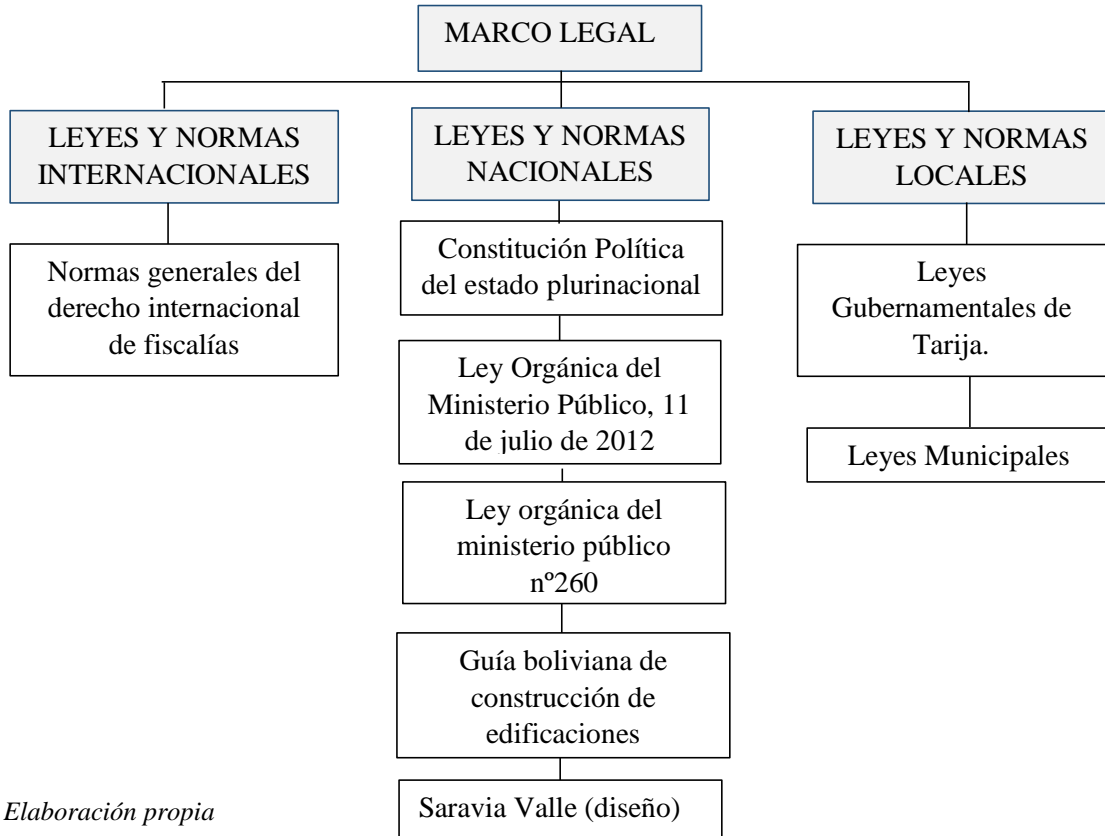 MARCO LEGAL
LEYES Y NORMAS
INTERNACIONALES
Normas generales del
derecho internacional
de fiscalías
LEYES Y NORMAS
NACIONALES
Constitución Política
del estado plurinacional
Ley Orgánica del
Ministerio Público, 11
de julio de 2012
Ley orgánica del
ministerio público
nº260
Guía boliviana de
construcción de
edificaciones
Saravia Valle (diseño)
LEYES Y NORMAS
LOCALES
Leyes
Gubernamentales de
Tarija.
Leyes Municipales
Elaboración propia